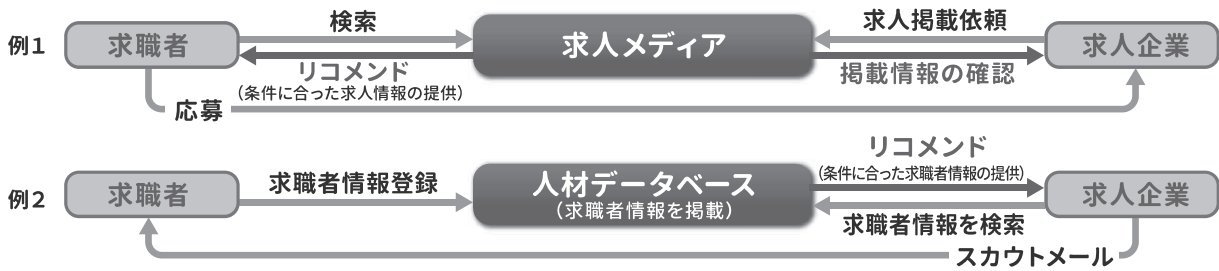 例1
求職者
検索
リコメンド
（条件に合った求人情報の提供）
応募
求人メディア
求人掲載依頼
掲載情報の確認
求人企業
例2
求職者
求職者情報登録
人材データベース
（求職者情報を掲載）
リコメンド
（条件に合った求職者情報の提供）
求職者情報を検索
スカウトメール
求人企業